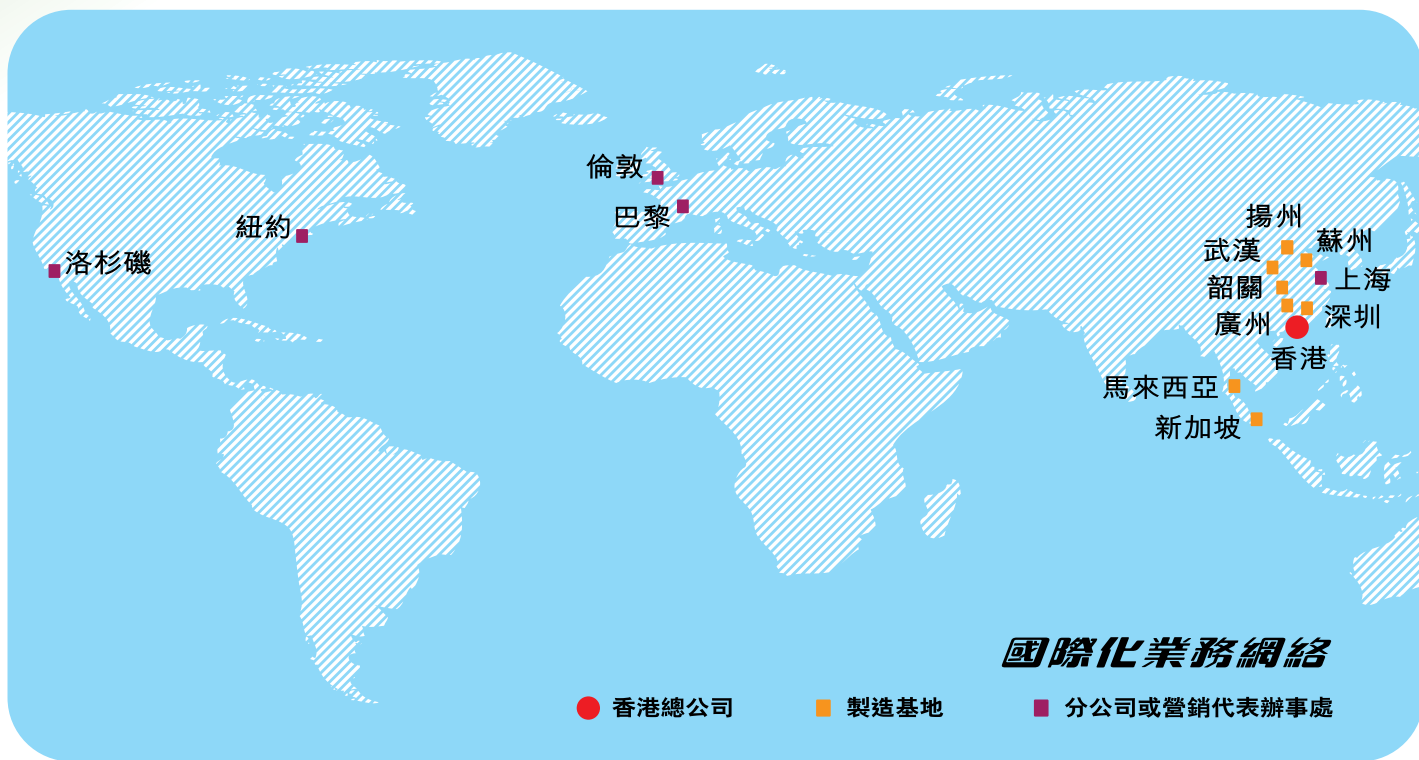 倫敦
巴黎
紐約
洛杉磯
揚州
武漢
蘇州
韶關
上海
廣州
深圳
香港
馬來西亞
新加坡
國際化業務網絡
香港總公司
製造基地
分公司或營銷代表辦事處